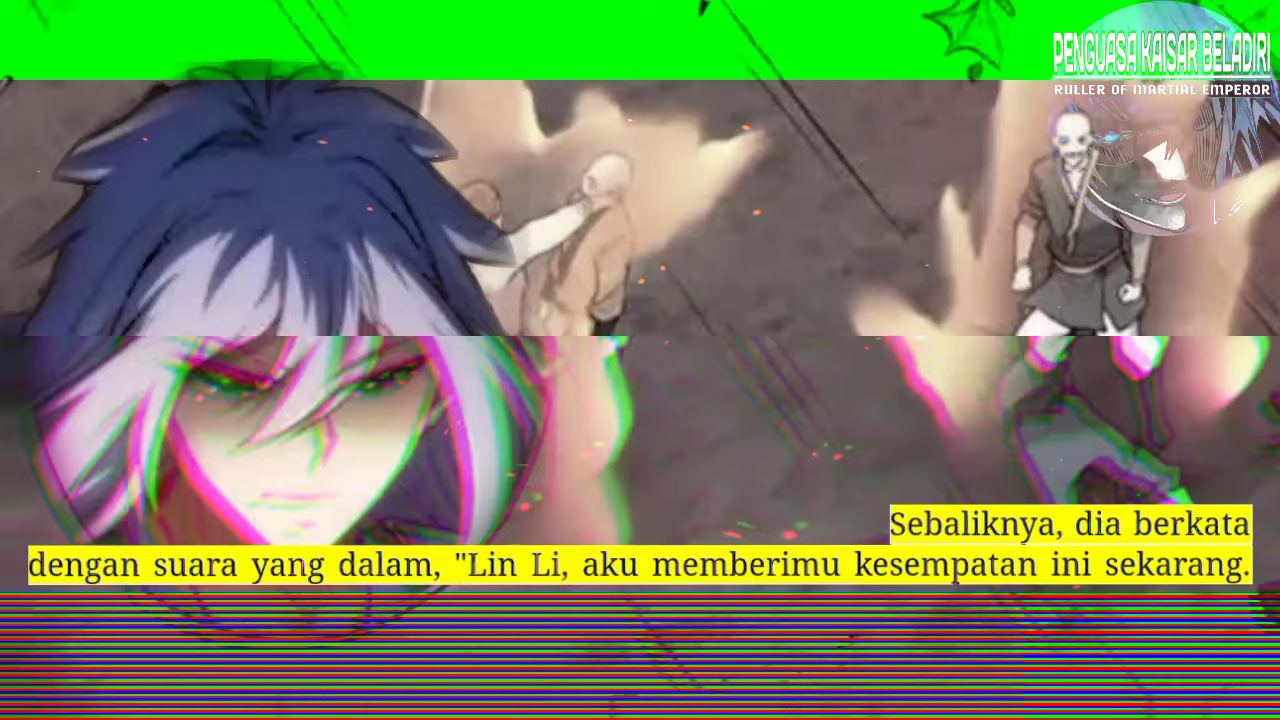 PENGUASA KAISAR BELADIRI
RULLER OF MARTIAL EMPEROR
Sebaliknya, dia berkata
dengan suara yang dalam, "Lin Li, aku memberimu kesempatan ini sekarang.